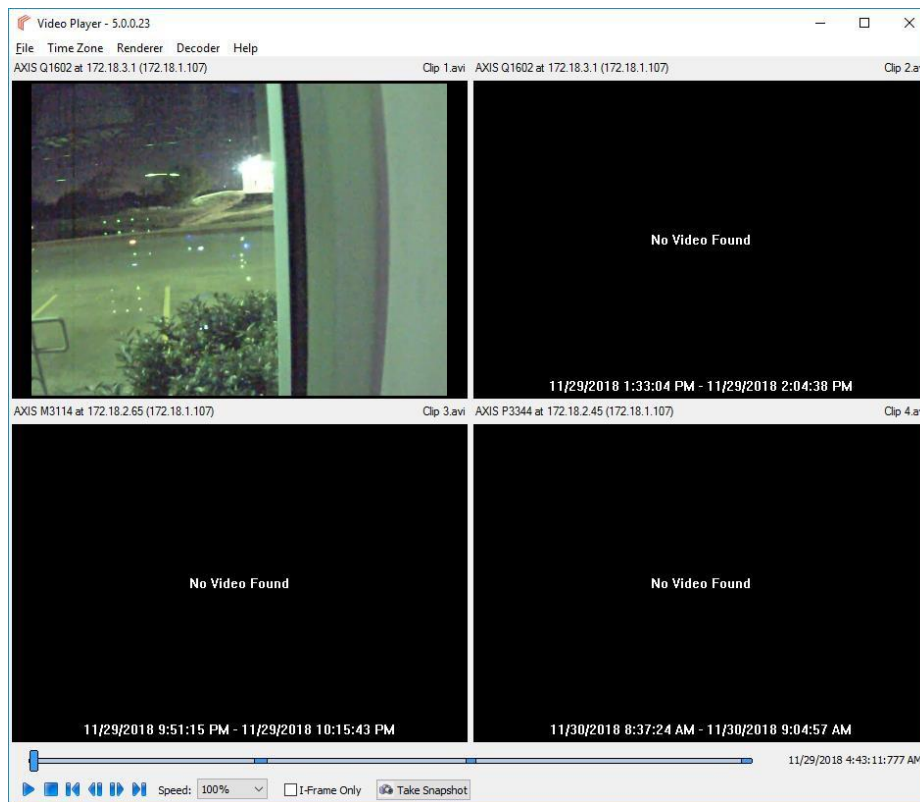 Video Player - 5.0.0.23
File Time Zone Renderer Decoder Help
AXIS Q1602 at 172.18.3.1 (172.18.1.107) Clip 1.avi
AXIS Q1602 at 172.18.3.1 (172.18.1.107) Clip 2.av
No Video Found
11/29/2018 1:33:04 PM - 11/29/2018 2:04:38 PM
AXIS M3114 at 172.18.2.65 (172.18.1.107) Clip 3.avi
AXIS P3344 at 172.18.2.45 (172.18.1.107) Clip 4.av
No Video Found
No Video Found
11/29/2018 9:51:15 PM - 11/29/2018 10:15:43 PM
11/30/2018 8:37:24 AM - 11/30/2018 9:04:57 AM
11/29/2018 4:43:11:777 AM
Speed: 100% I-Frame Only Take Snapshot